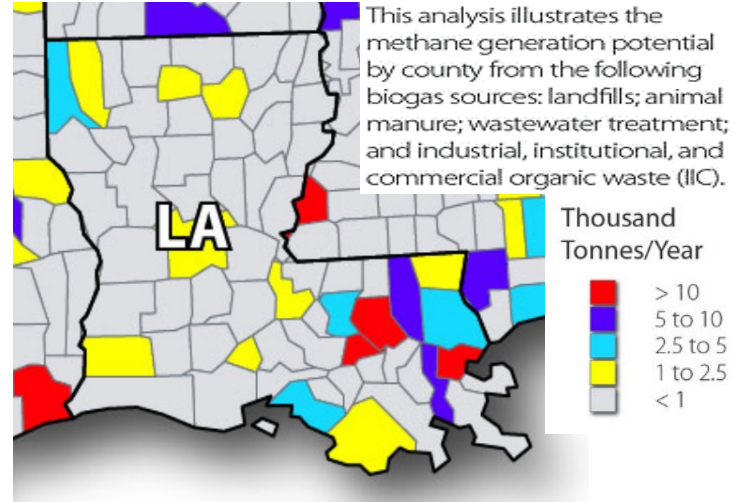 This analysis illustrates the
methane generation potential
by county from the following
biogas sources: landfills; animal
manure; wastewater treatment;
and industrial, institutional, and
commercial organic waste (IIC).
LA
Thousand
Tonnes/Year
> 10
5 to 10
2.5 to 5
1 to 2.5
< 1